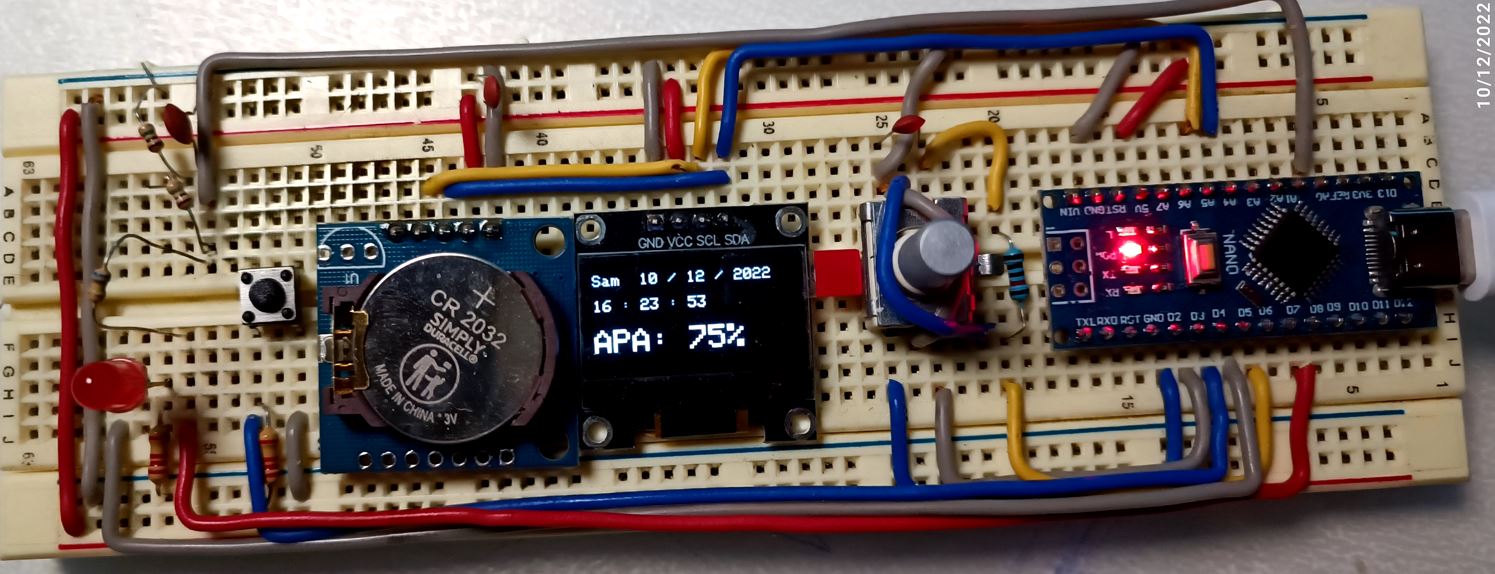 10/12/2022
GND VCC SCL SDA
Sam 10 / 12 / 2022
16 : 23 : 53
APA: 75%
+
CR 2032
SIMPLY
DURACELL®
MADE IN CHINA * 3V
50
45
40
30
25
20
5
A
B
C
D
E
F
G
H
I
J
63
15
5
1
VIN GND RST 5V A7 A6 A5 A4 A3 A2 A1 REF 3V3 D13
NANO
TX
RX
TX1 RX0 RST GND D2 D3 D4 D5 D6 D7 D8 D9 D10 D11 D12
H
I
J